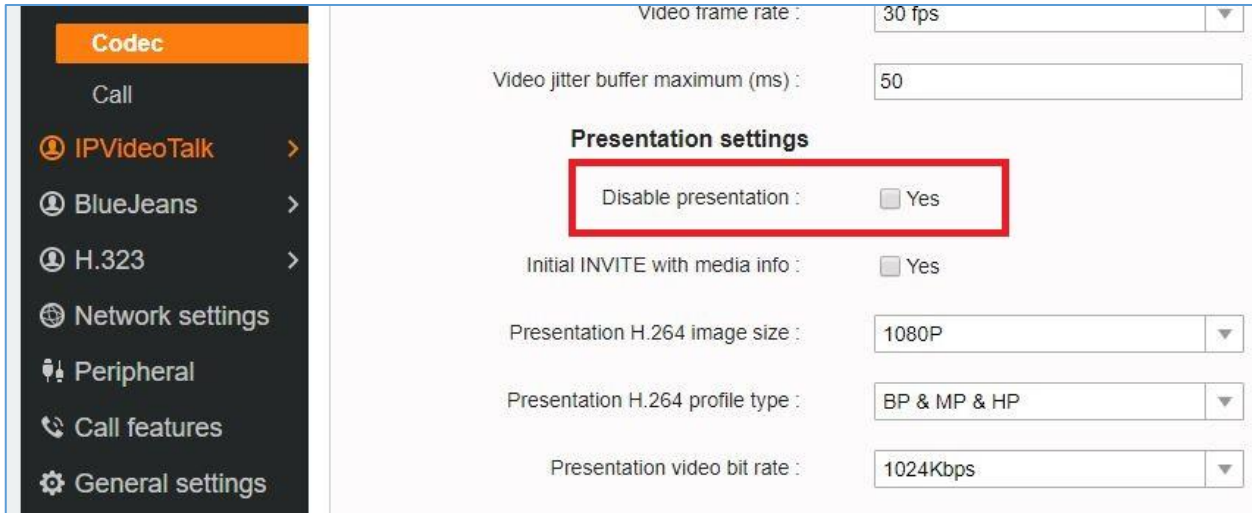 Codec
Call
IPVideoTalk
BlueJeans
H.323
Network settings
Peripheral
Call features
General settings
Video frame rate : 30 fps
Video jitter buffer maximum (ms) : 50
Presentation settings
Disable presentation : Yes
Initial INVITE with media info : Yes
Presentation H.264 image size : 1080P
Presentation H.264 profile type : BP & MP & HP
Presentation video bit rate : 1024Kbps